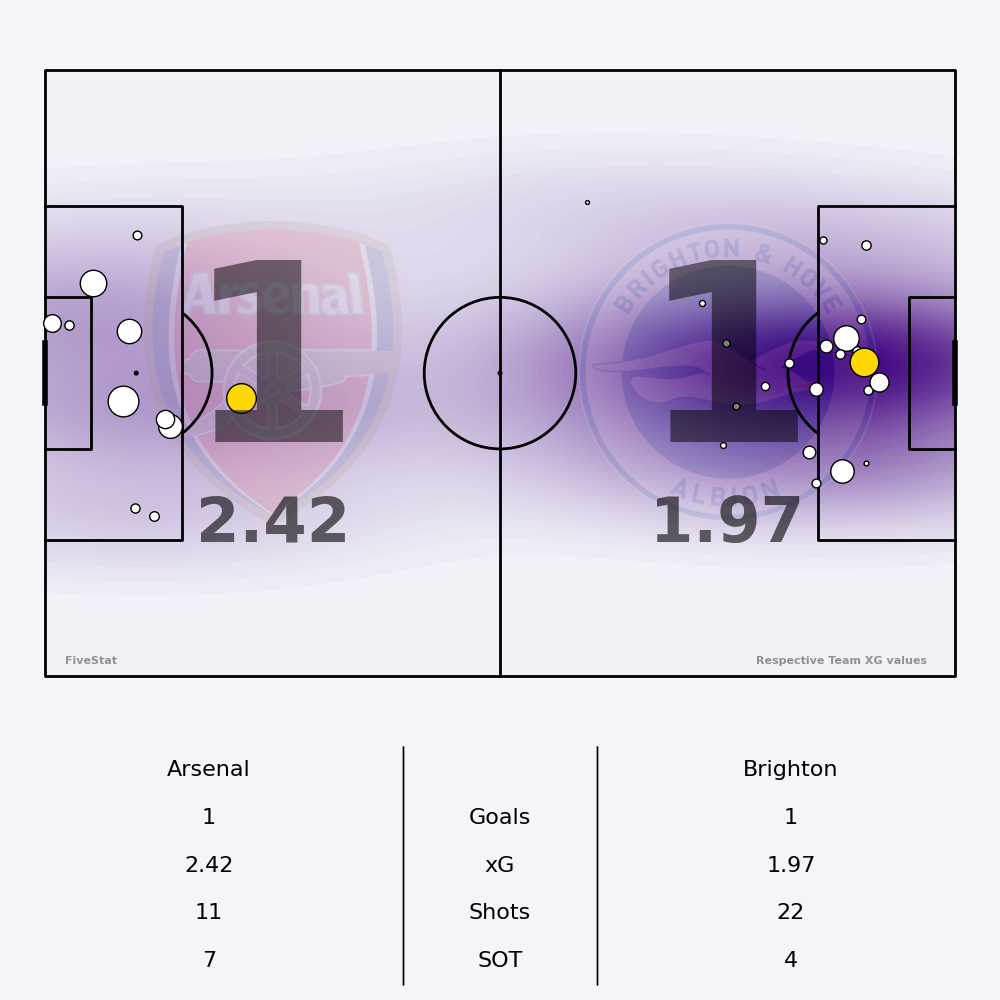 BRIGHTON & HOVE
Arsenal
1
1
ALBION
2.42
1.97
FiveStat
Respective Team XG values
Arsenal
Brighton
1
Goals
1
2.42
xG
1.97
11
Shots
22
7
SOT
4